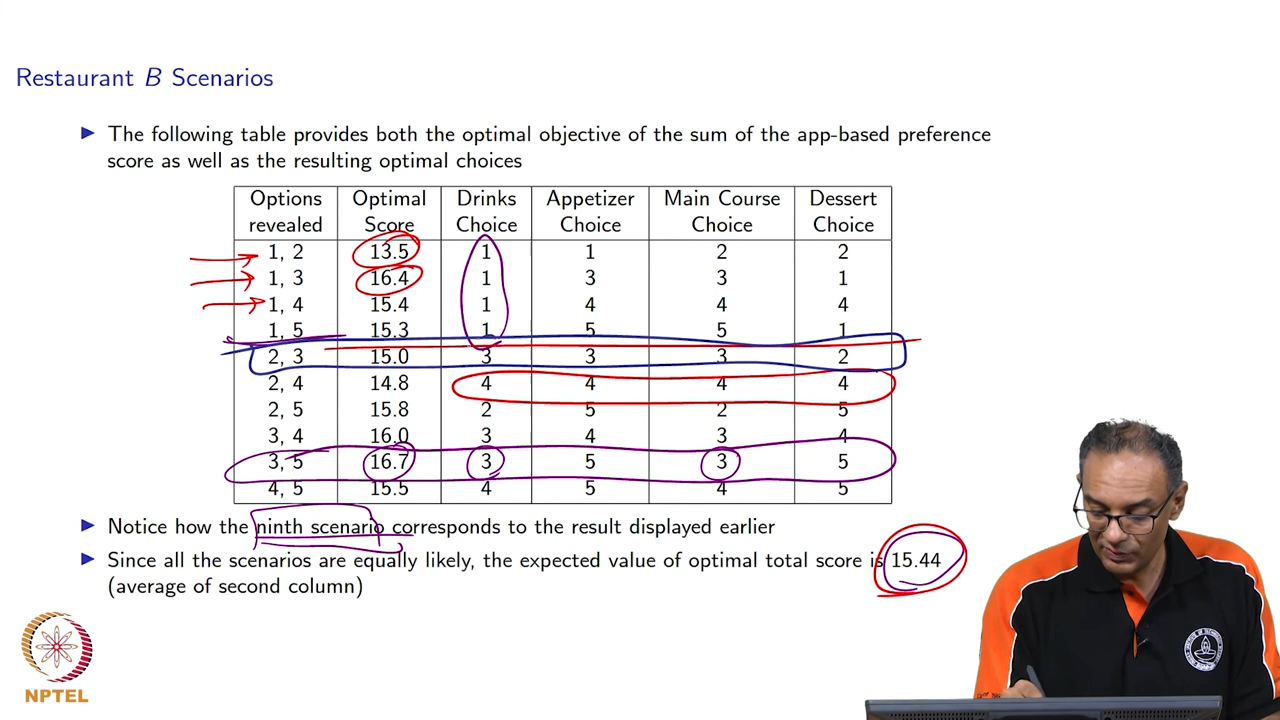 Restaurant B Scenarios
The following table provides both the optimal objective of the sum of the app-based preference
score as well as the resulting optimal choices
Options Optimal Drinks Appetizer Main Course Dessert
revealed Score Choice Choice Choice Choice
1, 2 13.5 1 1 2 2
1, 3 16.4 1 3 3 1
1, 4 15.4 1 4 4 4
1, 5 15.3 1 5 5 1
2, 3 15.0 3 3 3 2
2, 4 14.8 4 4 4 4
2, 5 15.8 2 5 2 5
3, 4 16.0 3 4 3 4
3, 5 16.7 3 5 3 5
4, 5 15.5 4 5 4 5
Notice how the ninth scenario corresponds to the result displayed earlier
Since all the scenarios are equally likely, the expected value of optimal total score is 15.44
(average of second column)
NPTEL